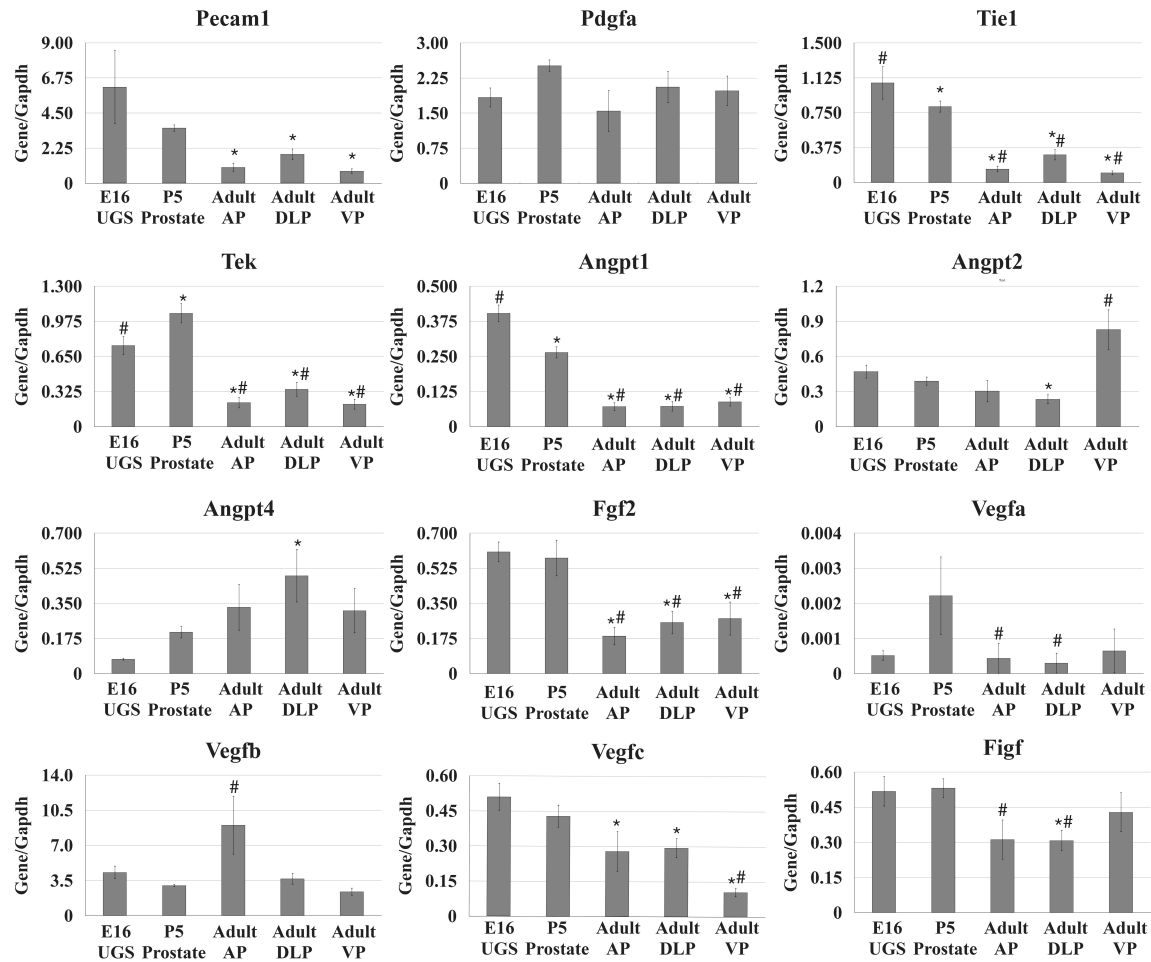 Pecam1
Gene/Gapdh
9.00
6.75
4.50
2.25
0
* * *
E16 P5 Adult Adult Adult
UGS Prostate AP DLP VP
Pdgfa
Gene/Gapdh
3.00
2.25
1.50
0.75
0
E16 P5 Adult Adult Adult
UGS Prostate AP DLP VP
Tie1
Gene/Gapdh
1.500
1.125
0.750
0.375
0
# * *# *# *#
E16 P5 Adult Adult Adult
UGS Prostate AP DLP VP
Tek
Gene/Gapdh
1.300
0.975
0.650
0.325
0
# * *# *# *#
E16 P5 Adult Adult Adult
UGS Prostate AP DLP VP
Angpt1
Gene/Gapdh
0.500
0.375
0.250
0.125
0
# * *# *# *#
E16 P5 Adult Adult Adult
UGS Prostate AP DLP VP
Angpt2
Gene/Gapdh
1.2
0.9
0.6
0.3
0
* #
E16 P5 Adult Adult Adult
UGS Prostate AP DLP VP
Angpt4
Gene/Gapdh
0.700
0.525
0.350
0.175
0
*
E16 P5 Adult Adult Adult
UGS Prostate AP DLP VP
Fgf2
Gene/Gapdh
0.700
0.525
0.350
0.175
0
*# *# *#
E16 P5 Adult Adult Adult
UGS Prostate AP DLP VP
Vegfa
Gene/Gapdh
0.004
0.003
0.002
0.001
0
# #
E16 P5 Adult Adult Adult
UGS Prostate AP DLP VP
Vegfb
Gene/Gapdh
14.0
10.5
7.0
3.5
0
#
E16 P5 Adult Adult Adult
UGS Prostate AP DLP VP
Vegfc
Gene/Gapdh
0.60
0.45
0.30
0.15
0
* * *#
E16 P5 Adult Adult Adult
UGS Prostate AP DLP VP
Figf
Gene/Gapdh
0.60
0.45
0.30
0.15
0
# *#
E16 P5 Adult Adult Adult
UGS Prostate AP DLP VP